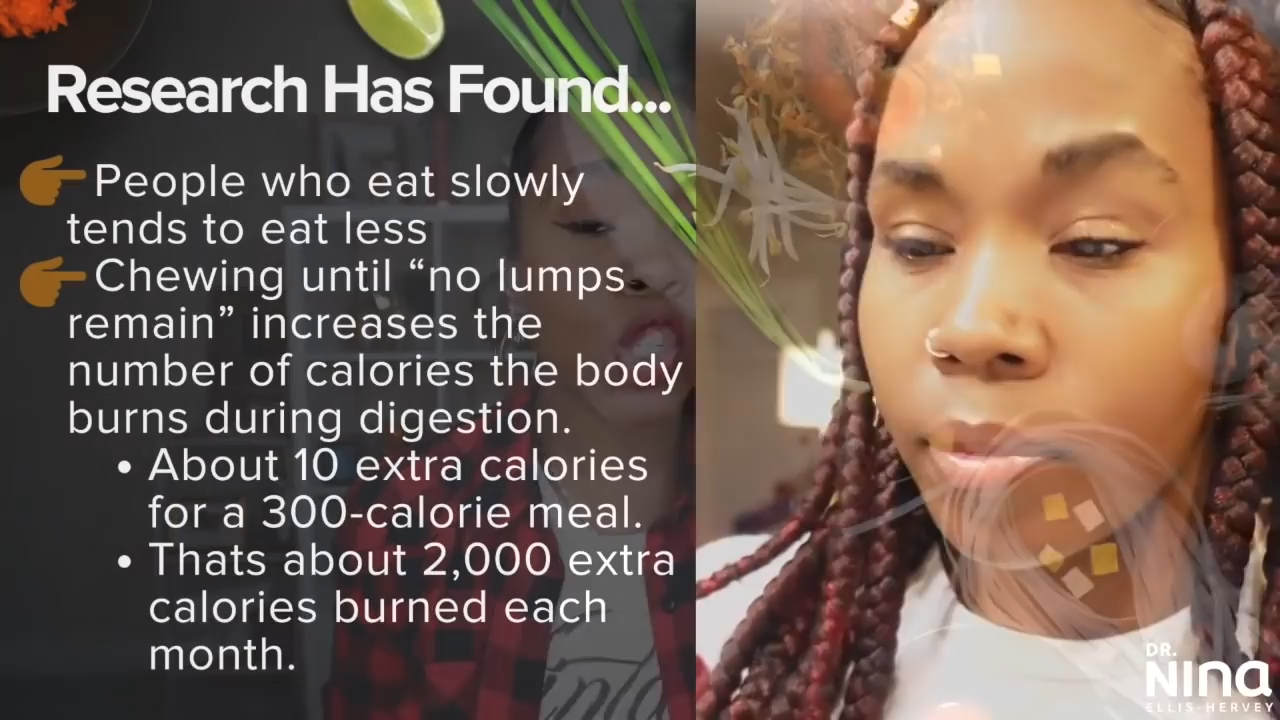 Research Has Found...
People who eat slowly
tends to eat less
Chewing until “no lumps
remain” increases the
number of calories the body
burns during digestion.
• About 10 extra calories
for a 300-calorie meal.
• Thats about 2,000 extra
calories burned each
month.
DR.
NINA
ELLIS-HERVEY